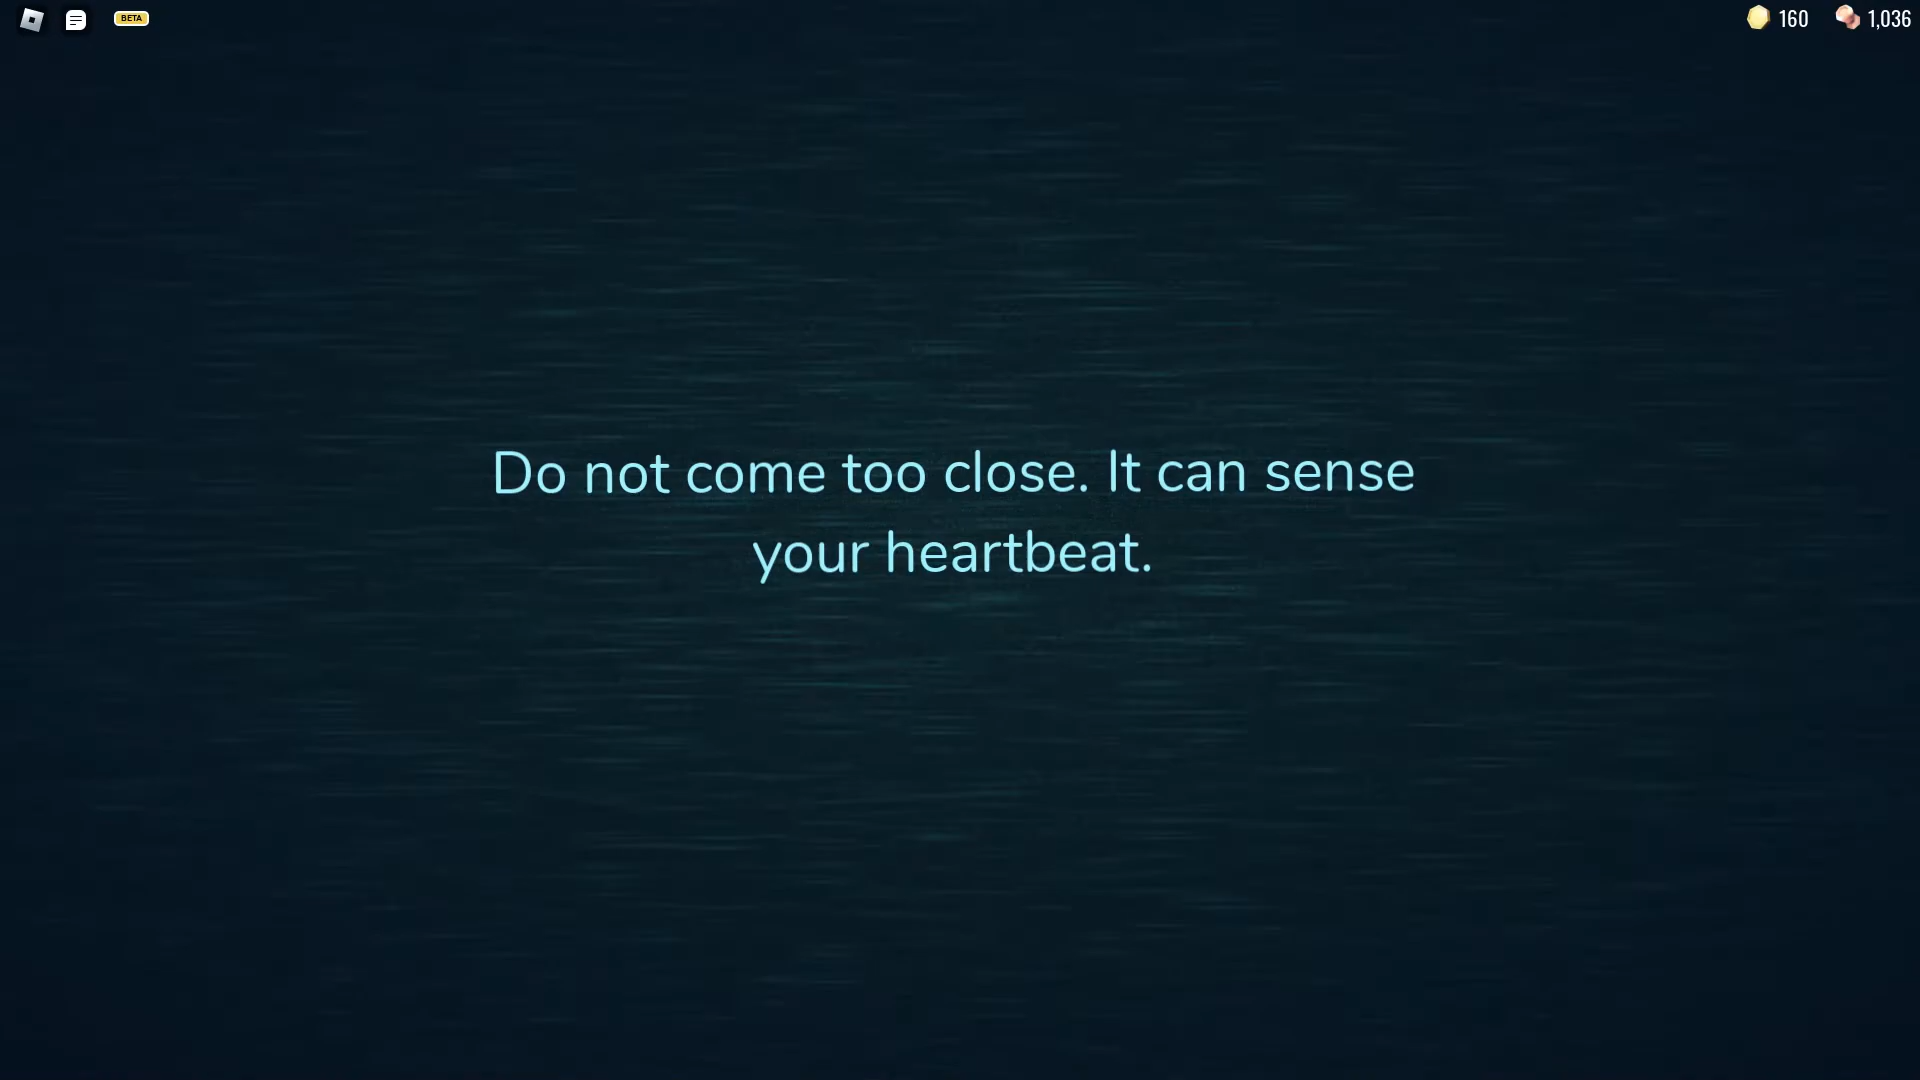 BETA
160
1,036
Do not come too close. It can sense
your heartbeat.